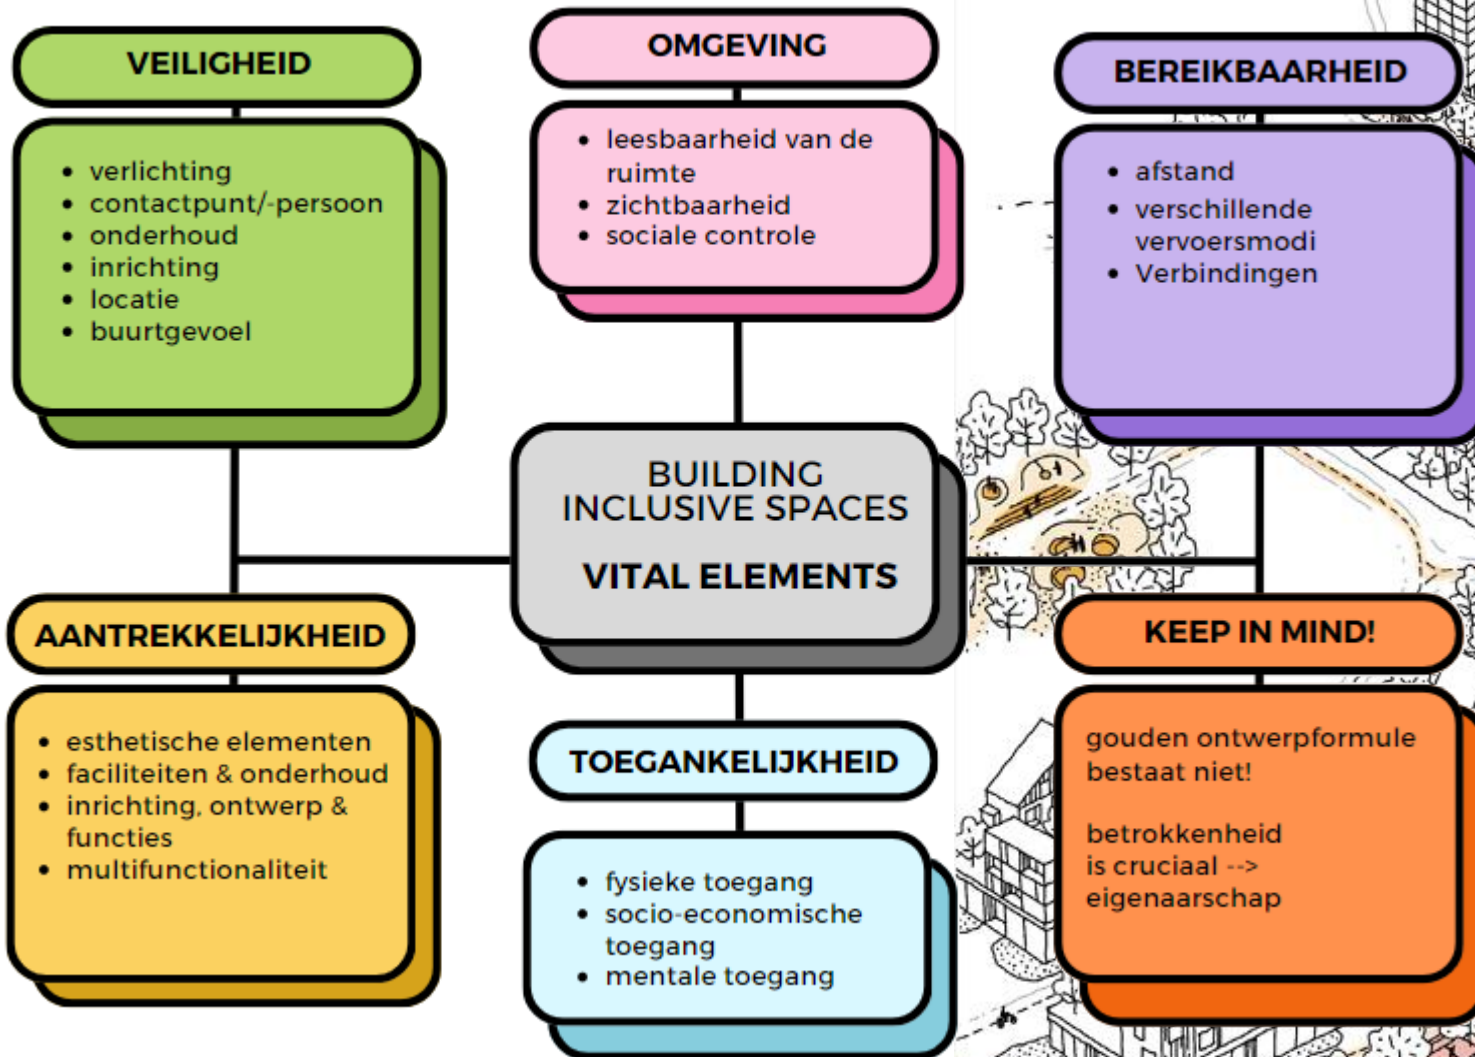 VEILIGHEID
• verlichting
• contactpunt/-persoon
• onderhoud
• inrichting
• locatie
• buurtgevoel
OMGEVING
• leesbaarheid van de
ruimte
• zichtbaarheid
• sociale controle
BEREIKBAARHEID
• afstand
• verschillende
vervoersmodi
• Verbindingen
BUILDING
INCLUSIVE SPACES
VITAL ELEMENTS
AANTREKKELIJKHEID
• esthetische elementen
• faciliteiten & onderhoud
• inrichting, ontwerp &
functies
• multifunctionaliteit
TOEGANKELIJKHEID
• fysieke toegang
• socio-economische
toegang
• mentale toegang
KEEP IN MIND!
gouden ontwerpformule
bestaat niet!
betrokkenheid
is cruciaal -->
eigenaarschap